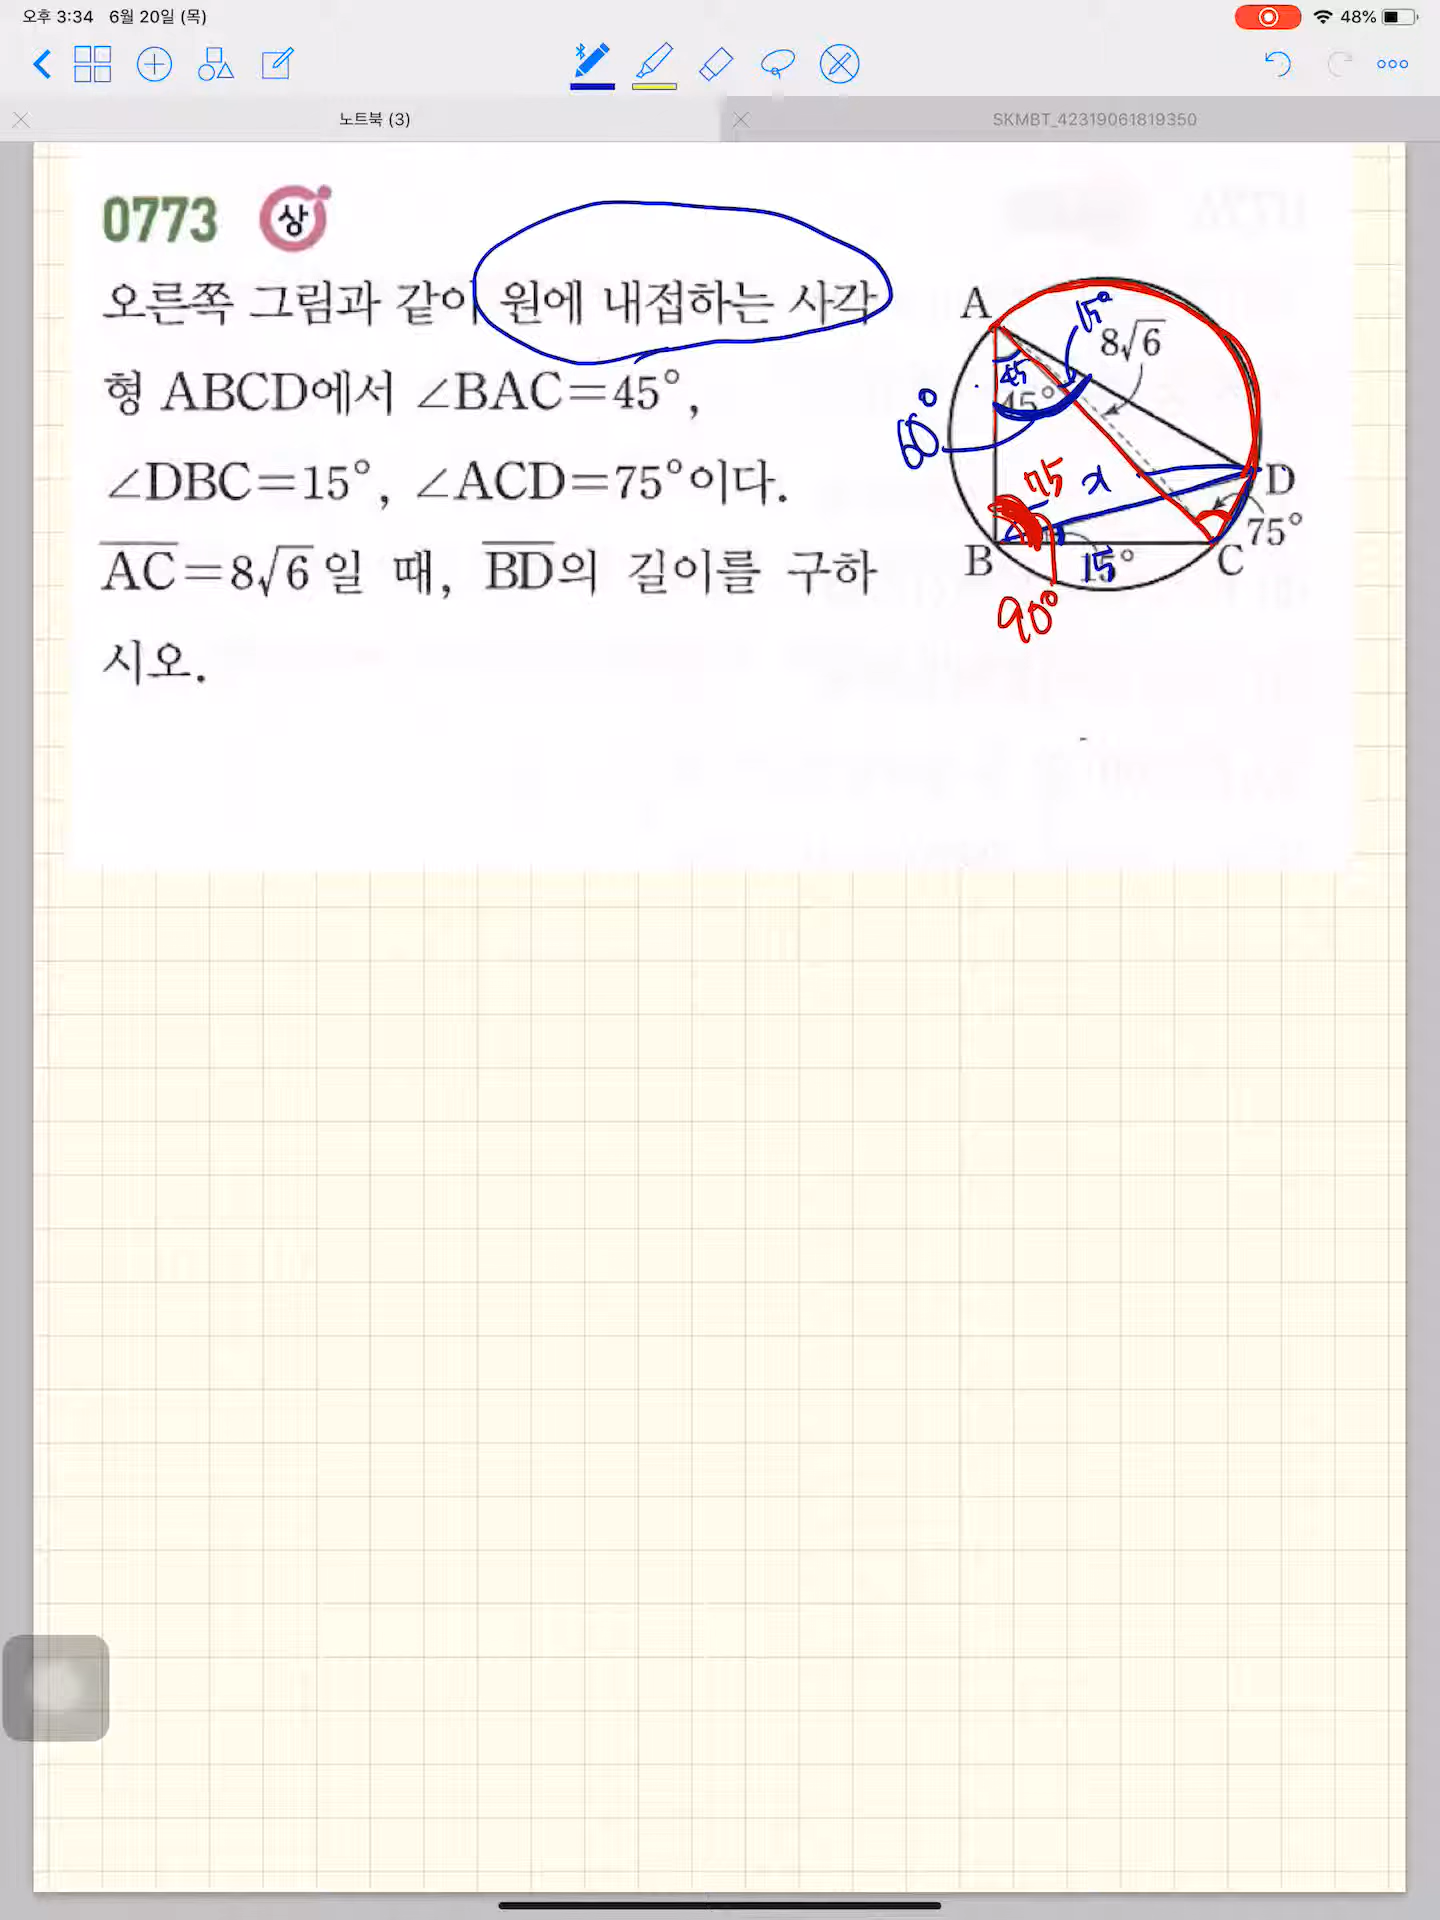 오후 3:34 6월 20일 (목) 48%
노트북 (3) SKMBT_42319061819350
0773 상
오른쪽 그림과 같이 원에 내접하는 사각
형 ABCD에서 ∠BAC=45°,
∠DBC=15°, ∠ACD=75°이다.
AC=8√6일 때, BD의 길이를 구하
시오.
A
15°
8√6
45
45°
60°
75
x
D
75°
B
15°
15
C
90°